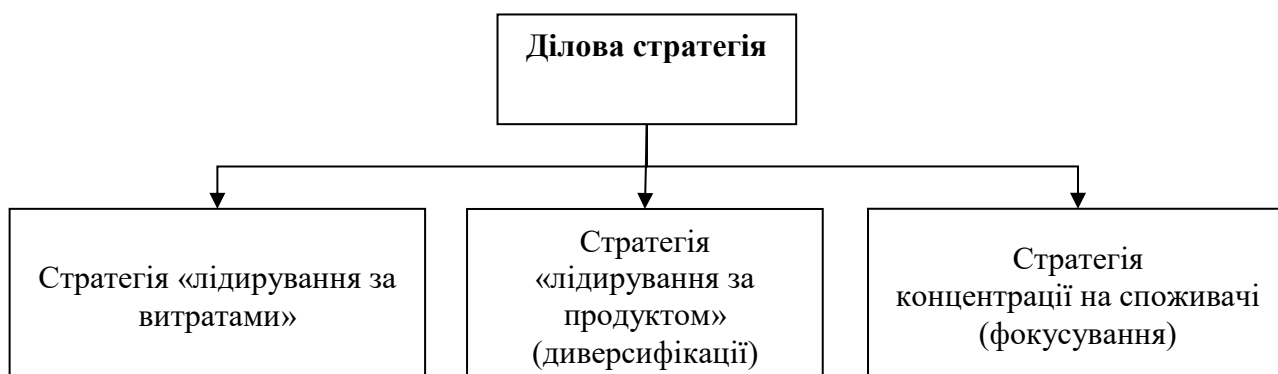 Ділова стратегія
Стратегія «лідирування за
витратами»
Стратегія
«лідирування за
продуктом»
(диверсифікації)
Стратегія
концентрації на споживачі
(фокусування)